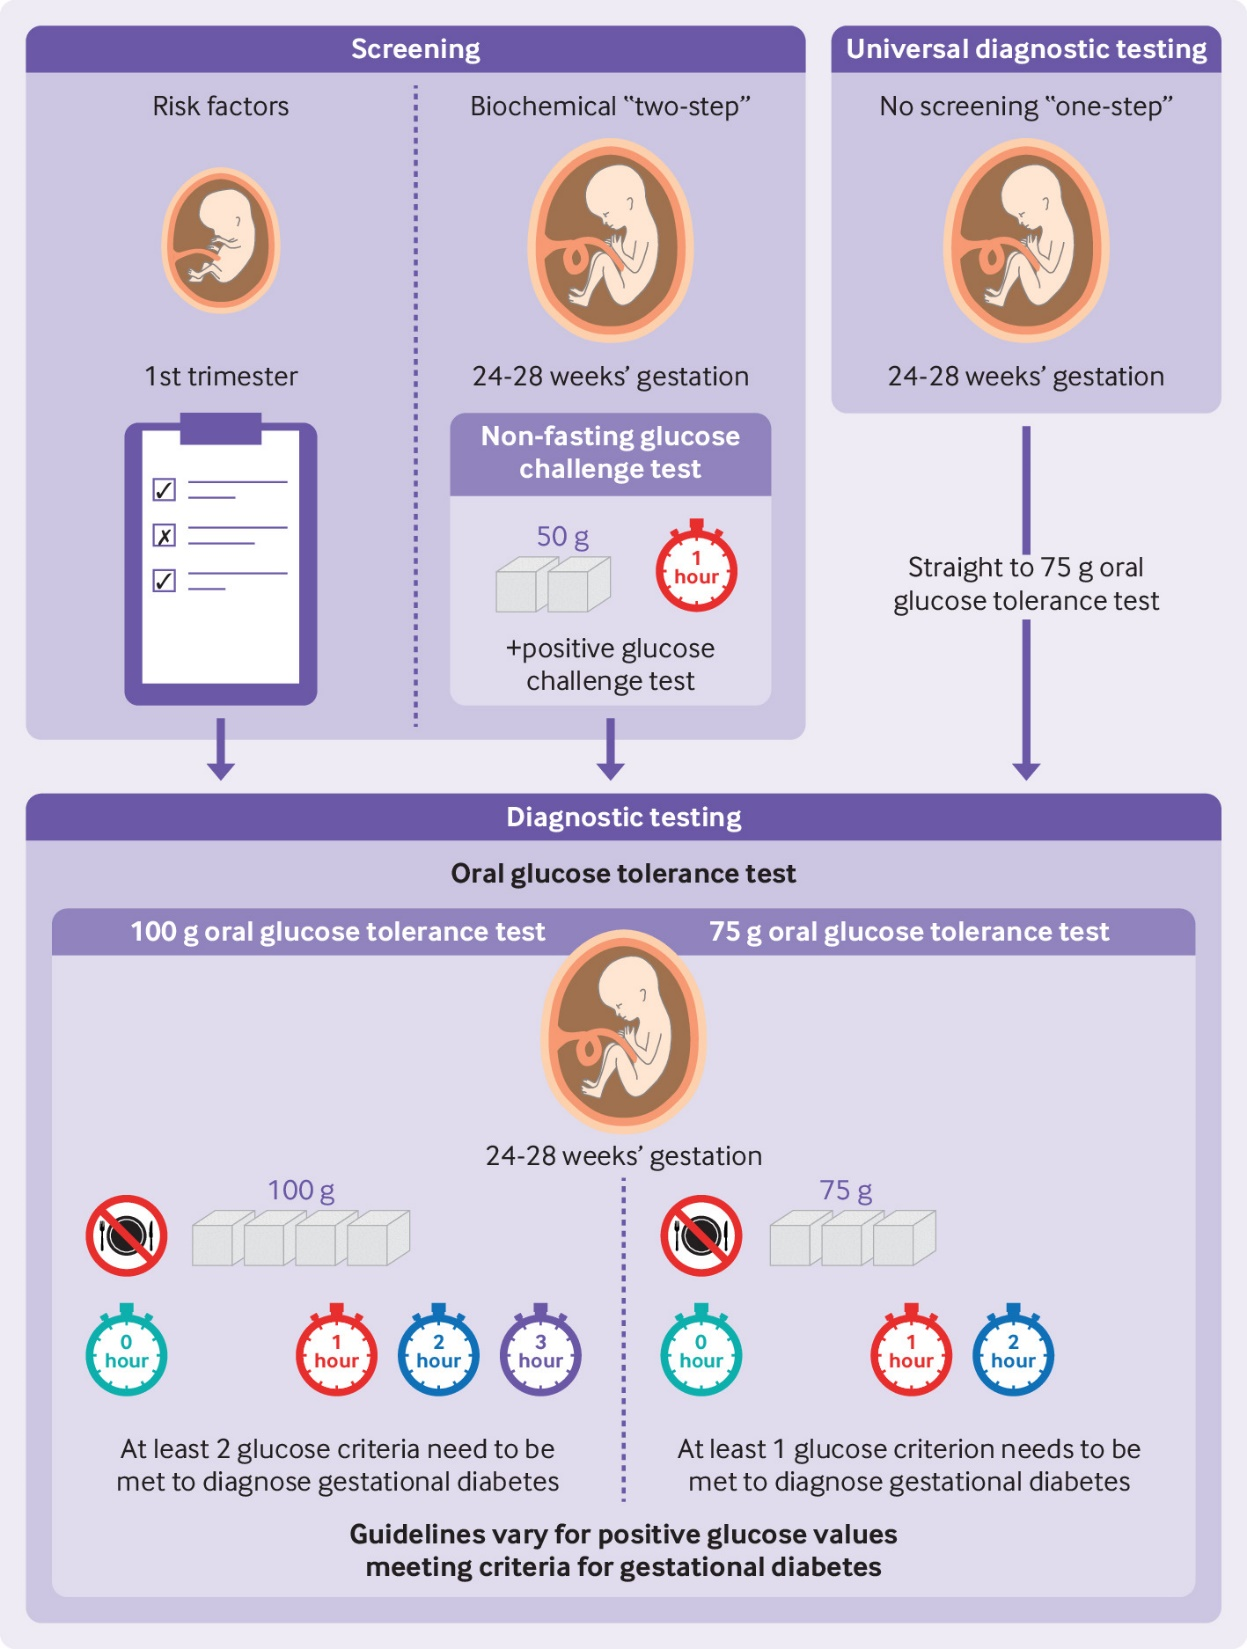 Screening
Risk factors
1st trimester
Biochemical “two-step”
24-28 weeks’ gestation
Non-fasting glucose
challenge test
50 g
1
hour
+positive glucose
challenge test
Universal diagnostic testing
No screening “one-step”
24-28 weeks’ gestation
Straight to 75 g oral
glucose tolerance test
Diagnostic testing
Oral glucose tolerance test
100 g oral glucose tolerance test
75 g oral glucose tolerance test
24-28 weeks’ gestation
100 g
0
hour
1
hour
2
hour
3
hour
At least 2 glucose criteria need to be
met to diagnose gestational diabetes
75 g
0
hour
1
hour
2
hour
At least 1 glucose criterion needs to be
met to diagnose gestational diabetes
Guidelines vary for positive glucose values
meeting criteria for gestational diabetes